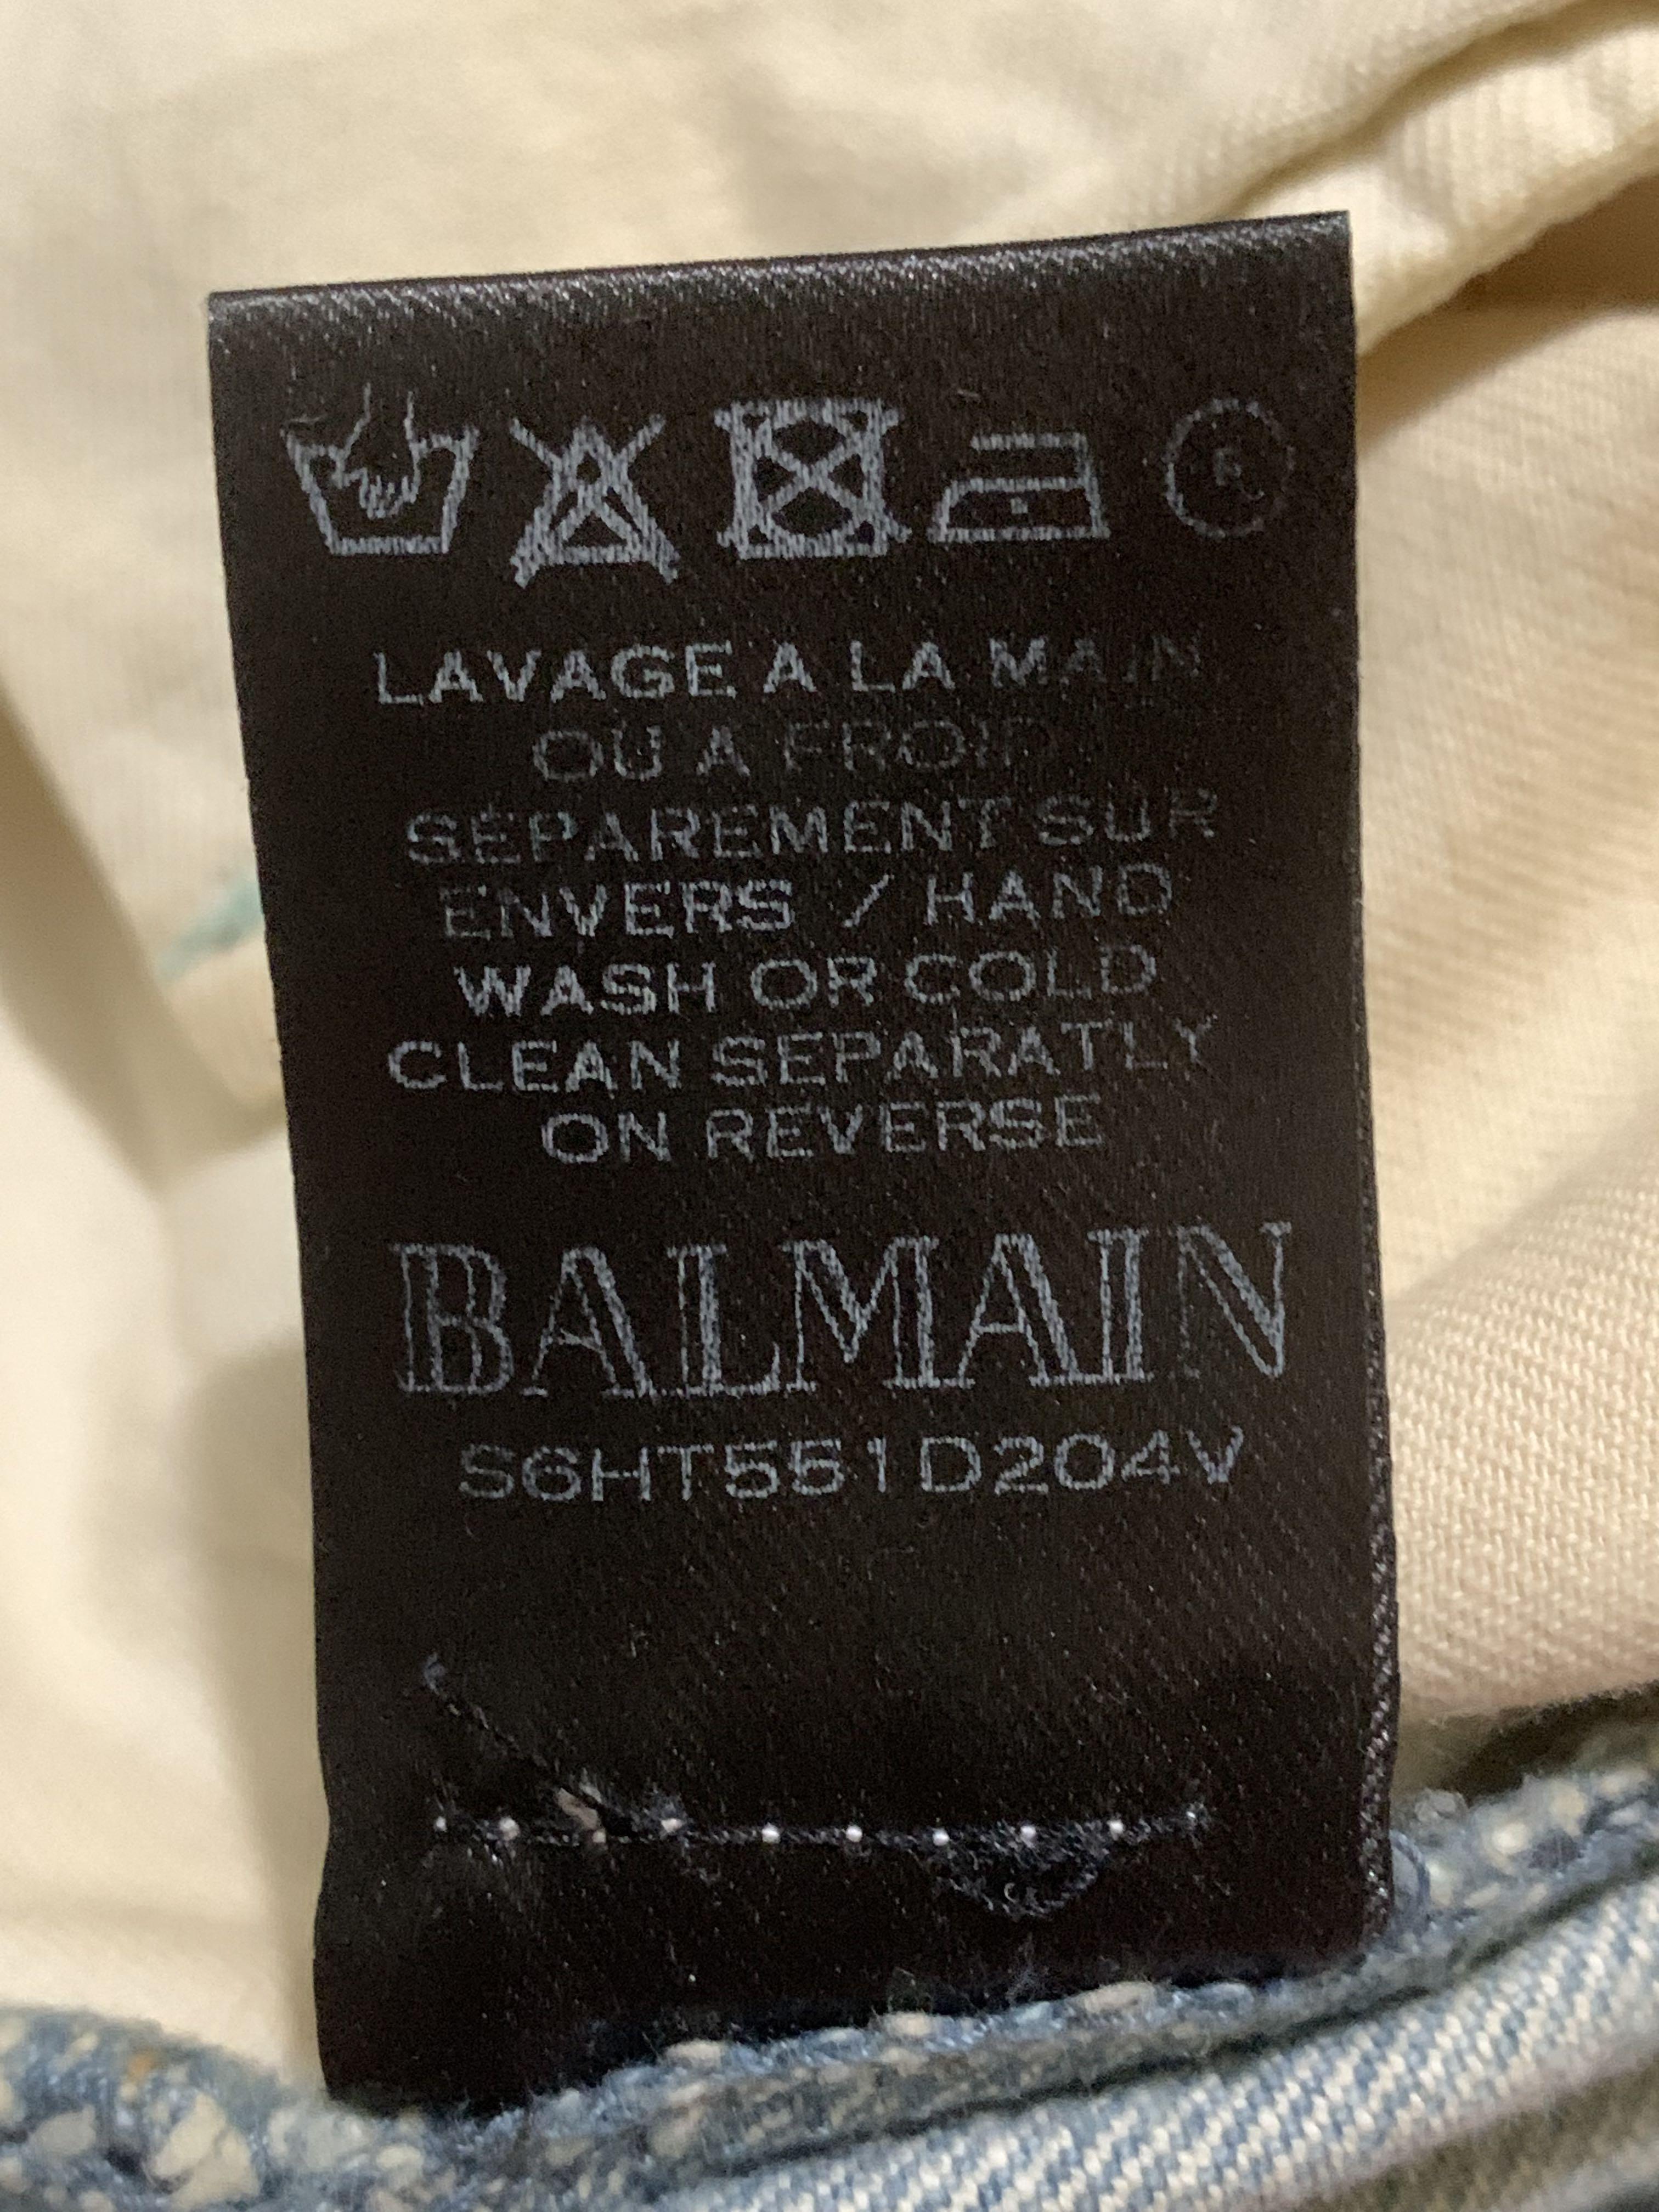 LAVAGE A LA MAIN
OU A FROID
SEPAREMENT SUR
ENVERS / HAND
WASH OR COLD
CLEAN SEPARATLY
ON REVERSE
BALMAIN
S6HT551D204V